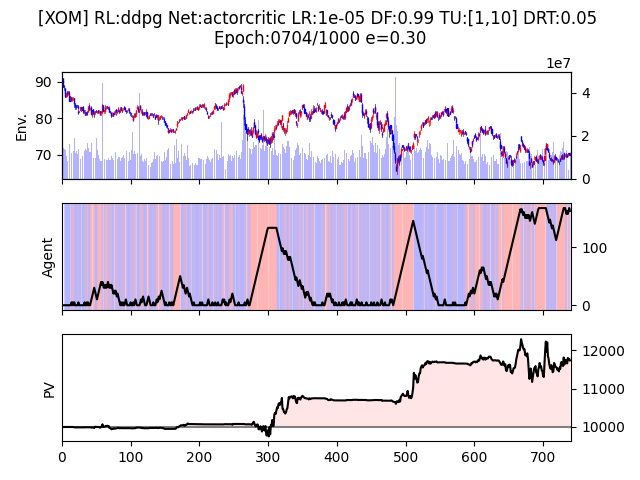 [XOM] RL:ddpg Net:actorcritic LR:1e-05 DF:0.99 TU:[1,10] DRT:0.05
Epoch:0704/1000 e=0.30
1e7
Env.
90
80
70
4
2
0
Agent
100
0
PV
12000
11000
10000
0 100 200 300 400 500 600 700